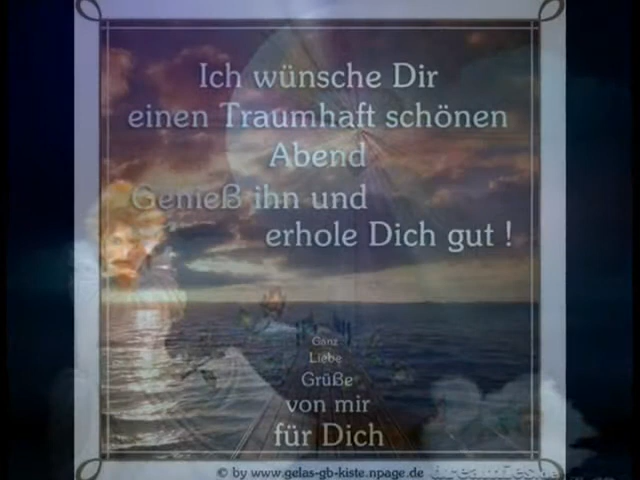 Ich wünsche Dir
einen Traumhaft schönen
Abend
Genieß ihn und
erhole Dich gut !
Ganz
Liebe
Grüße
von mir
für Dich
© by www.gelas-gb-kiste.npage.de